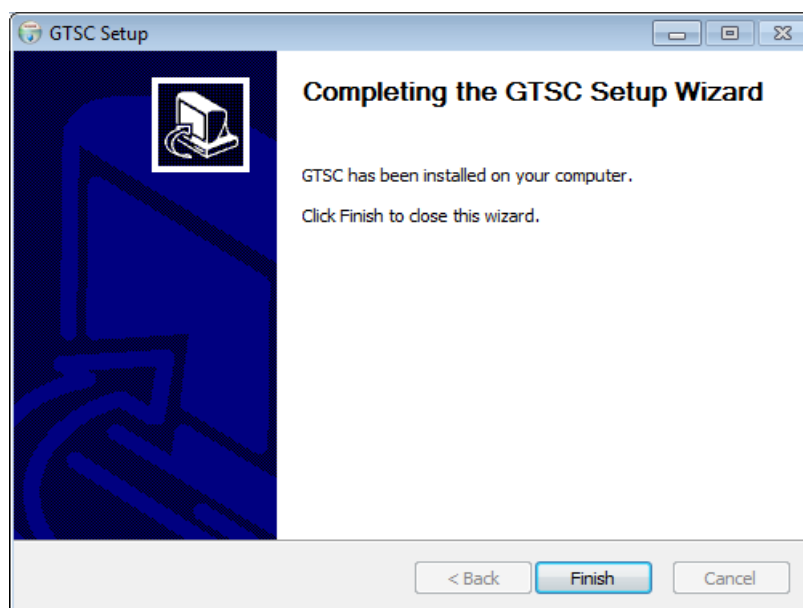 GTSC Setup
Completing the GTSC Setup Wizard
GTSC has been installed on your computer.
Click Finish to close this wizard.
< Back
Finish
Cancel